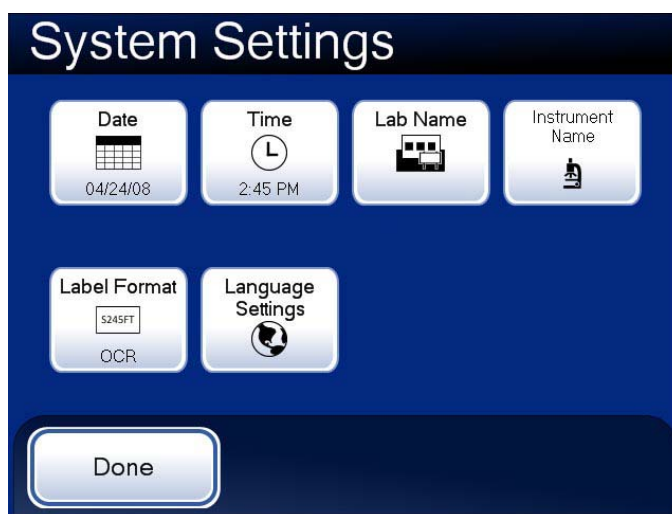 System Settings
Date
04/24/08
Time
L
2:45 PM
Lab Name
Instrument
Name
Label Format
S245FT
OCR
Language
Settings
Done